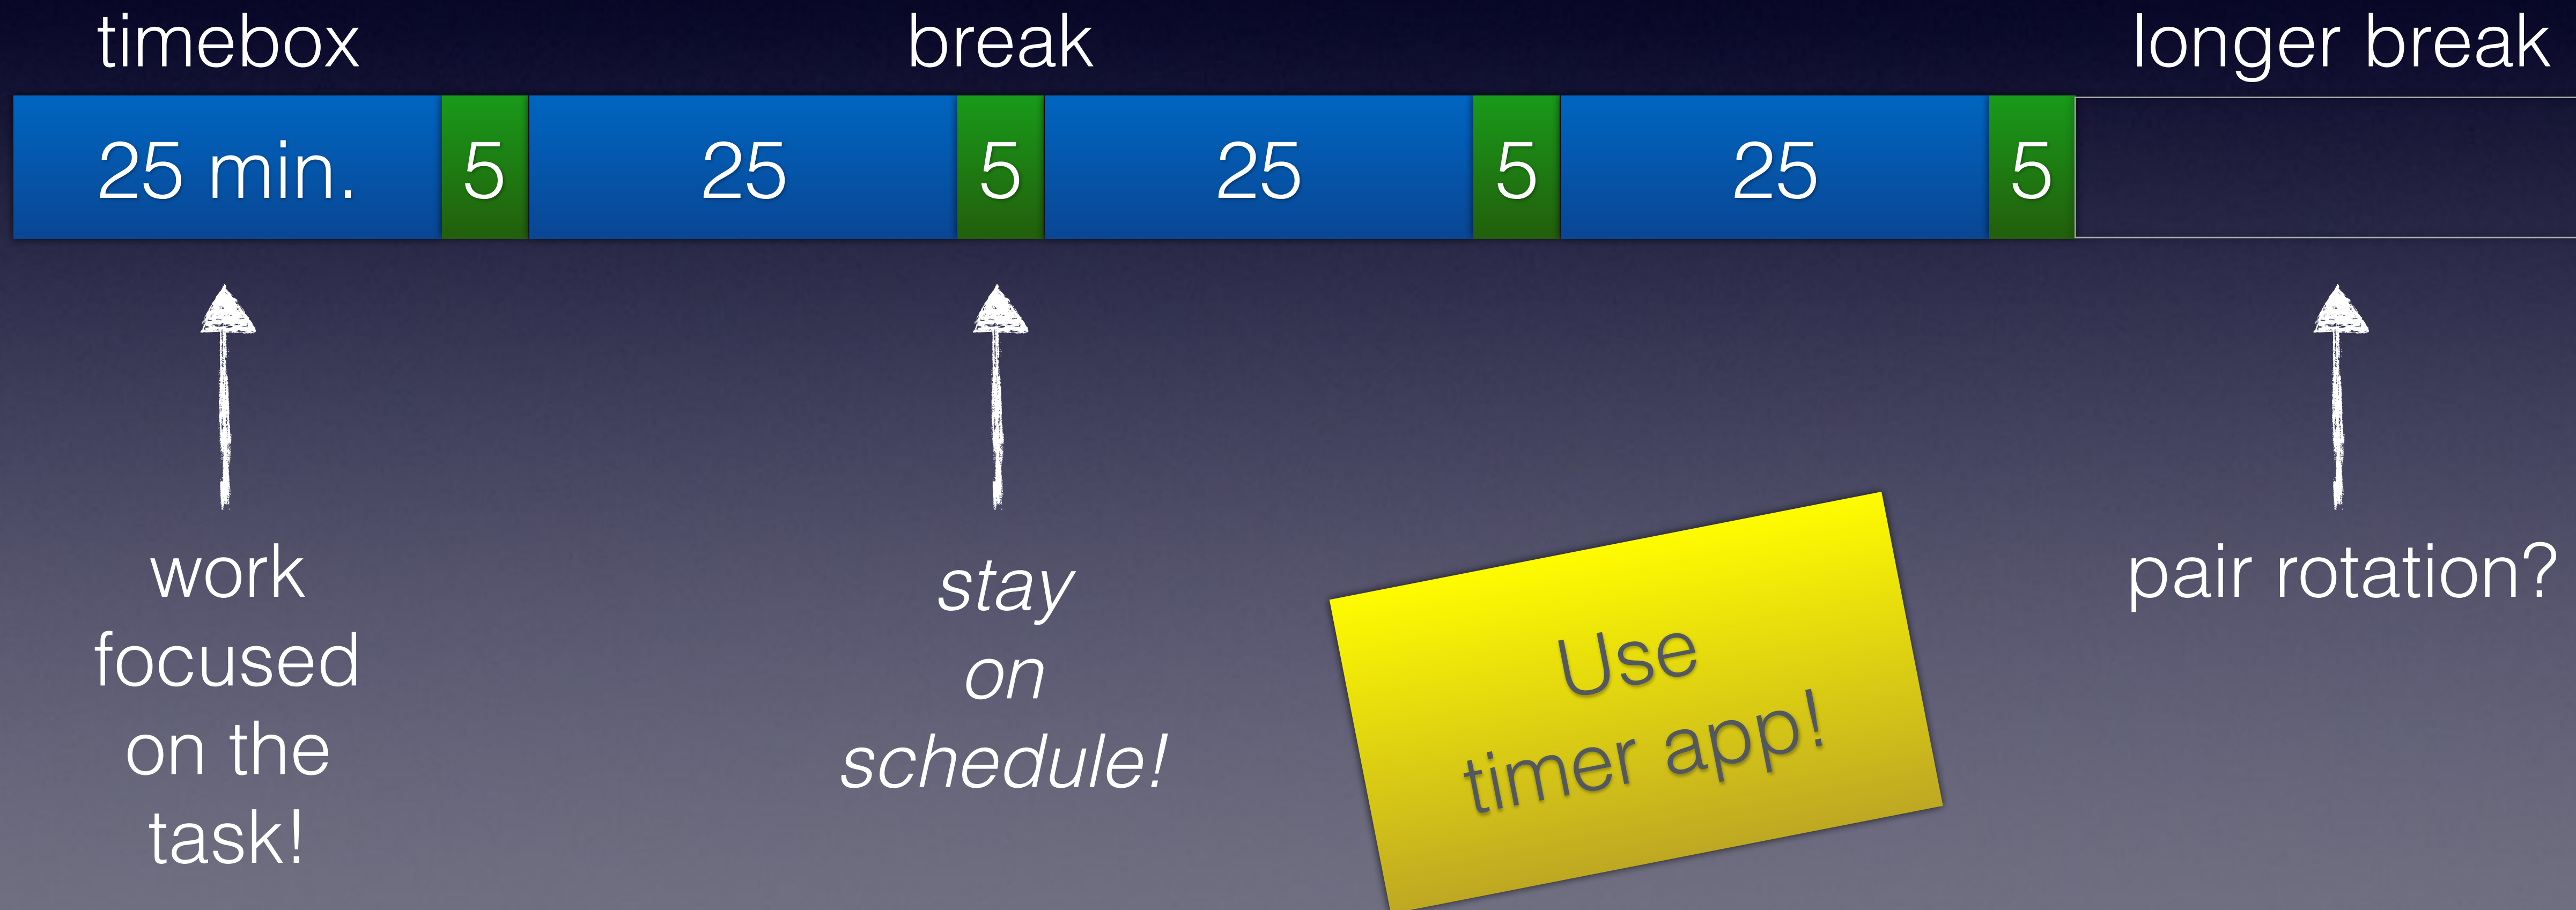 timebox
break
longer break
25 min.
5
25
5
25
5
25
5
work
focused
on the
task!
stay
on
schedule!
Use
timer app!
pair rotation?